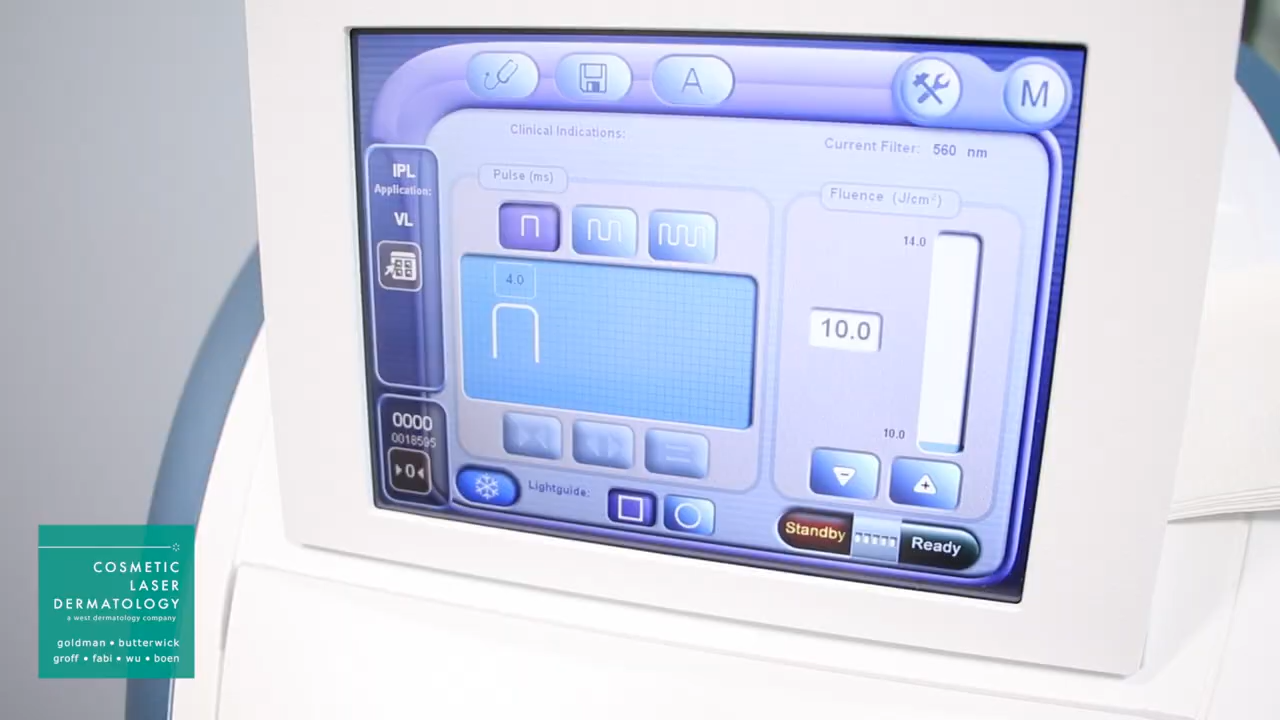 A
M
Clinical Indications:
Current Filter: 560 nm
IPL
Application:
VL
Pulse (ms)
Fluence (J/cm²)
14.0
4.0
10.0
10.0
0000
0018595
0
Lightguide:
Standby
Ready
COSMETIC
LASER
DERMATOLOGY
a west dermatology company
goldman • butterwick
groff • fabi • wu • boen